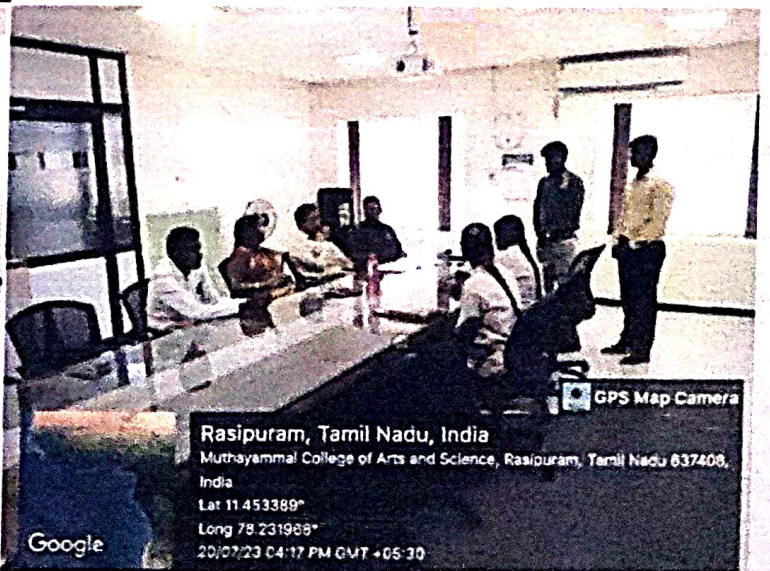 GPS Map Camera
Rasipuram, Tamil Nadu, India
Muthayammal College of Arts and Science, Rasipuram, Tamil Nadu 637408,
India
Lat 11.453389°
Long 78.231968°
20/07/23 04:17 PM GMT +05:30
Google